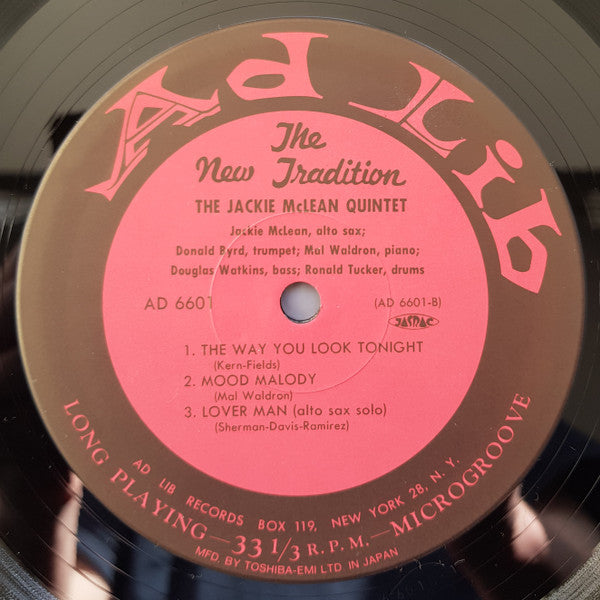 Ad Lib
The
New Tradition
THE JACKIE McLEAN QUINTET
Jackie McLean, alto sax;
Donald Byrd, trumpet; Mal Waldron, piano;
Douglas Watkins, bass; Ronald Tucker, drums
AD 6601
(AD 6601-B)
JASRAC
1. THE WAY YOU LOOK TONIGHT
(Kern-Fields)
2. MOOD MALODY
(Mal Waldron)
3. LOVER MAN (alto sax solo)
(Sherman-Davis-Ramirez)
AD LIB RECORDS BOX 119, NEW YORK 28, N. Y.
LONG PLAYING—33 1/3 R. P. M.—MICROGROOVE
MFD. BY TOSHIBA-EMI LTD IN JAPAN